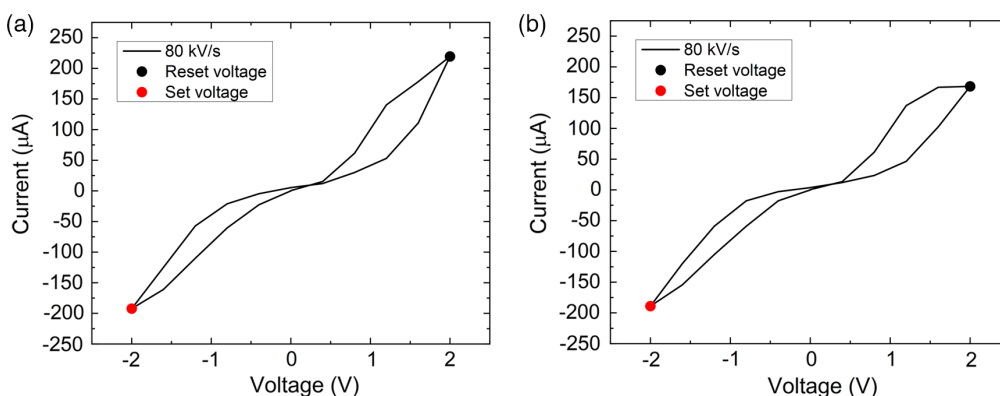 (a)
80 kV/s
Reset voltage
Set voltage
250
200
150
100
50
0
-50
-100
-150
-200
-250
Current (μA)
-2
-1
0
1
2
Voltage (V)
(b)
80 kV/s
Reset voltage
Set voltage
250
200
150
100
50
0
-50
-100
-150
-200
-250
Current (μA)
-2
-1
0
1
2
Voltage (V)